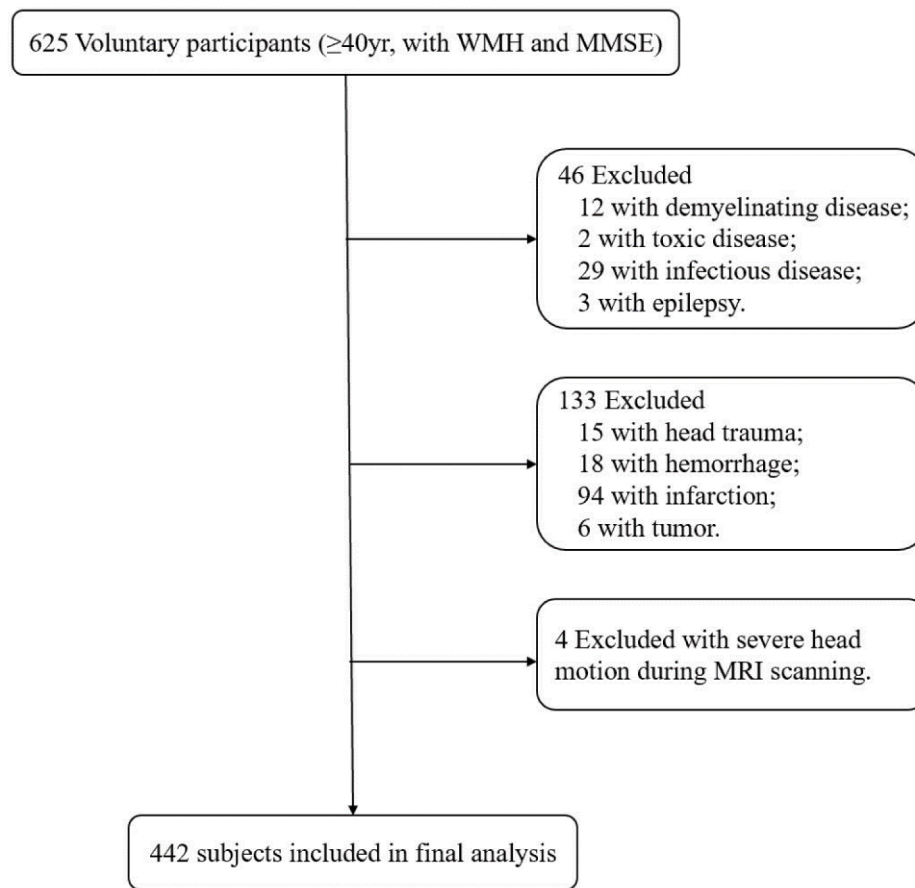 625 Voluntary participants (≥40yr, with WMH and MMSE)
46 Excluded
12 with demyelinating disease;
2 with toxic disease;
29 with infectious disease;
3 with epilepsy.
133 Excluded
15 with head trauma;
18 with hemorrhage;
94 with infarction;
6 with tumor.
4 Excluded with severe head
motion during MRI scanning.
442 subjects included in final analysis